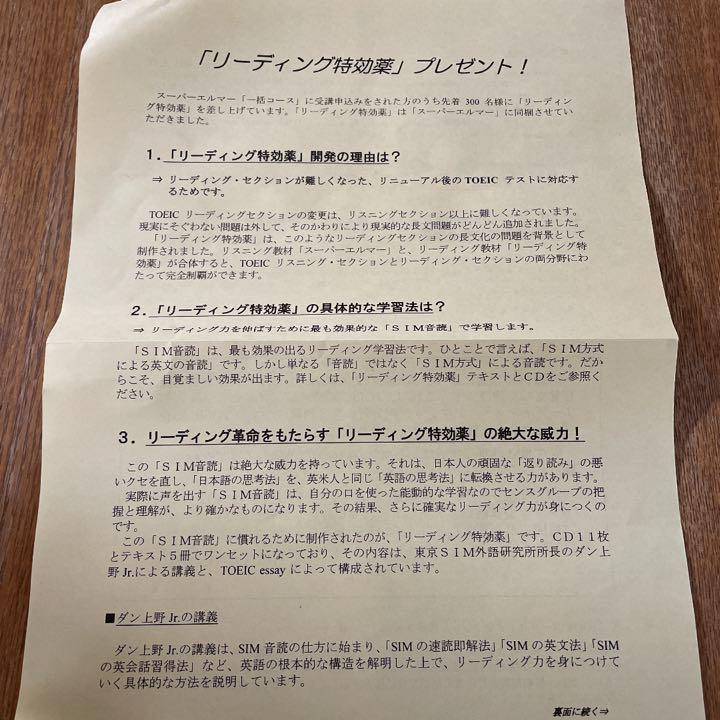 「リーディング特効薬」プレゼント！
スーパーエルマー「一括コース」に受講申込みをされた方のうち先着 300 名様に「リーディン
グ特効薬」を差し上げています。「リーディング特効薬」は「スーパーエルマー」に同梱させてい
ただきました。
１．「リーディング特効薬」開発の理由は？
⇒ リーディング・セクションが難しくなった、リニューアル後の TOEIC テストに対応す
るためです。
TOEIC リーディングセクションの変更は、リスニングセクション以上に難しくなっています。
現実にそぐわない問題は外して、そのかわりにより現実的な長文問題がどんどん追加されました。
「リーディング特効薬」は、このようなリーディングセクションの長文化の問題を背景として
制作されました。リスニング教材「スーパーエルマー」と、リーディング教材「リーディング特効
薬」が合体すると、TOEIC リスニング・セクションとリーディング・セクションの両分野にわ
たって完全制覇ができます。
２．「リーディング特効薬」の具体的な学習法は？
⇒ リーディング力を伸ばすために最も効果的な「ＳＩＭ音読」で学習します。
「ＳＩＭ音読」は、最も効果の出るリーディング学習法です。ひとことで言えば、「ＳＩＭ方式
による英文の音読」です。しかし単なる「音読」ではなく「ＳＩＭ方式」による音読です。だか
らこそ、目覚ましい効果が出ます。詳しくは、「リーディング特効薬」テキストとＣＤをご参照く
ださい。
３．リーディング革命をもたらす「リーディング特効薬」の絶大な威力！
この「ＳＩＭ音読」は絶大な威力を持っています。それは、日本人の頑固な「返り読み」の悪
いクセを直し、「日本語の思考法」を、英米人と同じ「英語の思考法」に転換させる力があります。
実際に声を出す「ＳＩＭ音読」は、自分の口を使った能動的な学習なのでセンスグループの把
握と理解が、より確かなものになります。その結果、さらに確実なリーディング力が身につくの
です。
この「ＳＩＭ音読」に慣れるために制作されたのが、「リーディング特効薬」です。ＣＤ１１枚
とテキスト５冊でワンセットになっており、その内容は、東京ＳＩＭ外語研究所所長のダン上
野 Jr.による講義と、TOEIC essay によって構成されています。
■ダン上野 Jr.の講義
ダン上野 Jr.の講義は、SIM 音読の仕方に始まり、「SIM の速読即解法」「SIM の英文法」「SIM
の英会話習得法」など、英語の根本的な構造を解明した上で、リーディング力を身につけて
いく具体的な方法を説明しています。
裏面に続く⇒